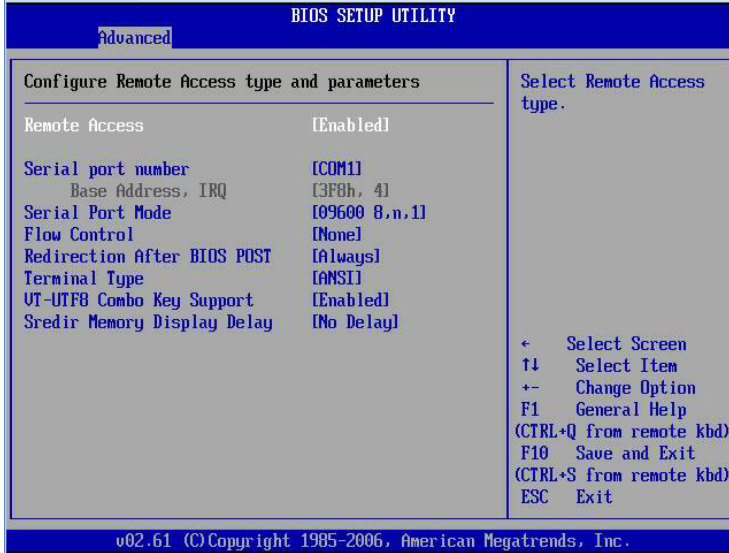 BIOS SETUP UTILITY
Advanced
Configure Remote Access type and parameters
Remote Access [Enabled]
Serial port number [COM1]
Base Address, IRQ [3F8h, 4]
Serial Port Mode [09600 8,n,1]
Flow Control [None]
Redirection After BIOS POST [Always]
Terminal Type [ANSI]
VT-UTF8 Combo Key Support [Enabled]
Sredir Memory Display Delay [No Delay]
Select Remote Access
type.
← Select Screen
↑↓ Select Item
+- Change Option
F1 General Help
(CTRL+Q from remote kbd)
F10 Save and Exit
(CTRL+S from remote kbd)
ESC Exit
v02.61 (C)Copyright 1985-2006, American Megatrends, Inc.